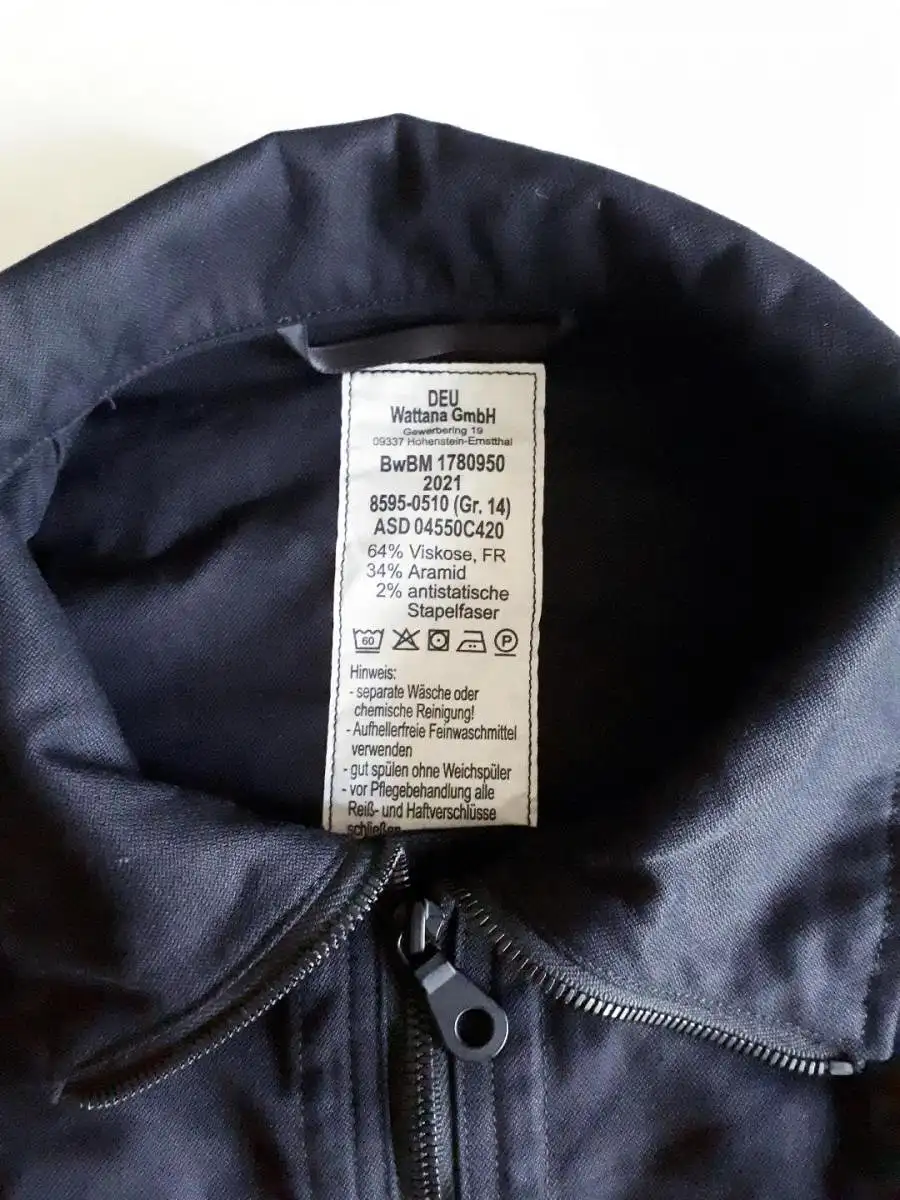 DEU
Wattana GmbH
Gewerbering 19
09337 Hohenstein-Ernstthal
BwBM 1780950
2021
8595-0510 (Gr. 14)
ASD 04550C420
64% Viskose, FR
34% Aramid
2% antistatische
Stapelfaser
60 P
Hinweis:
- separate Wäsche oder
chemische Reinigung!
- Aufhellerfreie Feinwaschmittel
verwenden
- gut spülen ohne Weichspüler
- vor Pflegebehandlung alle
Reiß- und Haftverschlüsse
schließen